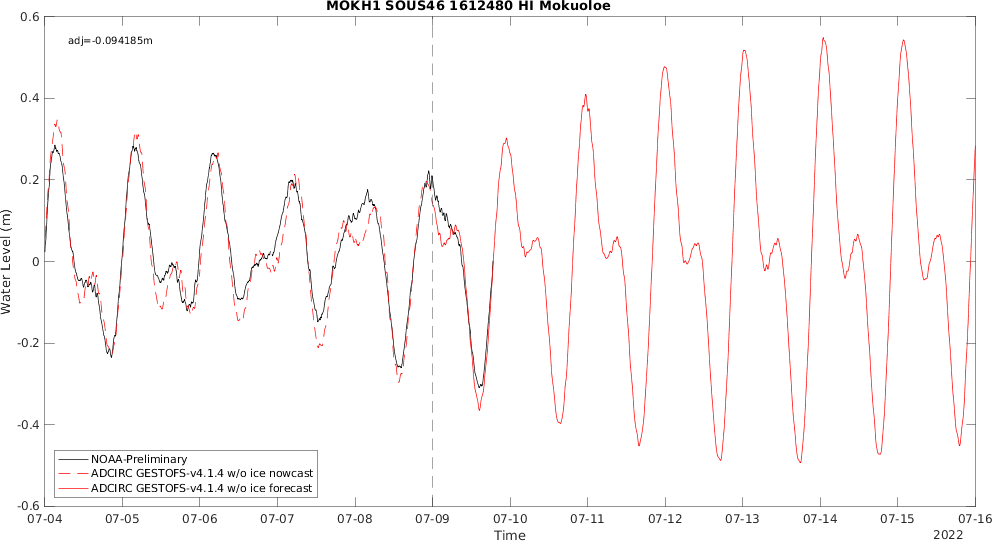 MOKH1 SOUS46 1612480 HI Mokuoloe
adj=-0.094185m
0.6
0.4
0.2
0
-0.2
-0.4
-0.6
Water Level (m)
NOAA-Preliminary
ADCIRC GESTOFS-v4.1.4 w/o ice nowcast
ADCIRC GESTOFS-v4.1.4 w/o ice forecast
07-04 07-05 07-06 07-07 07-08 07-09 07-10 07-11 07-12 07-13 07-14 07-15 07-16
Time
2022